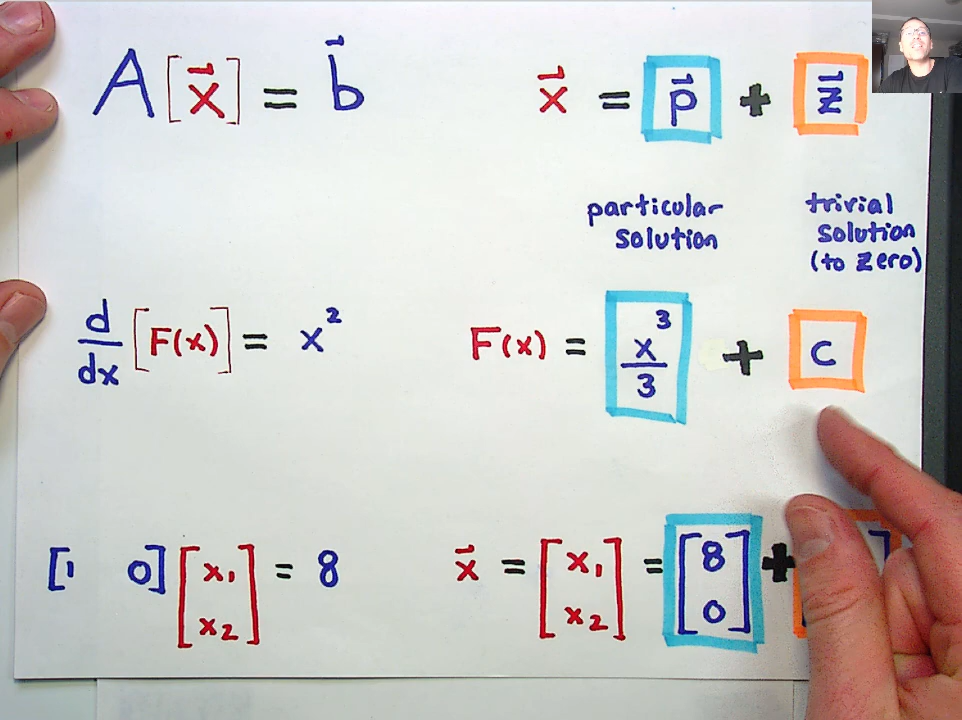 A[x⃗] = b⃗
x⃗ = p⃗ + z⃗
particular
solution
trivial
solution
(to zero)
d/dx [F(x)] = x²
F(x) = x³/3 + C
[1 0] [x₁ x₂] = 8
x⃗ = [x₁ x₂] = [8 0] +